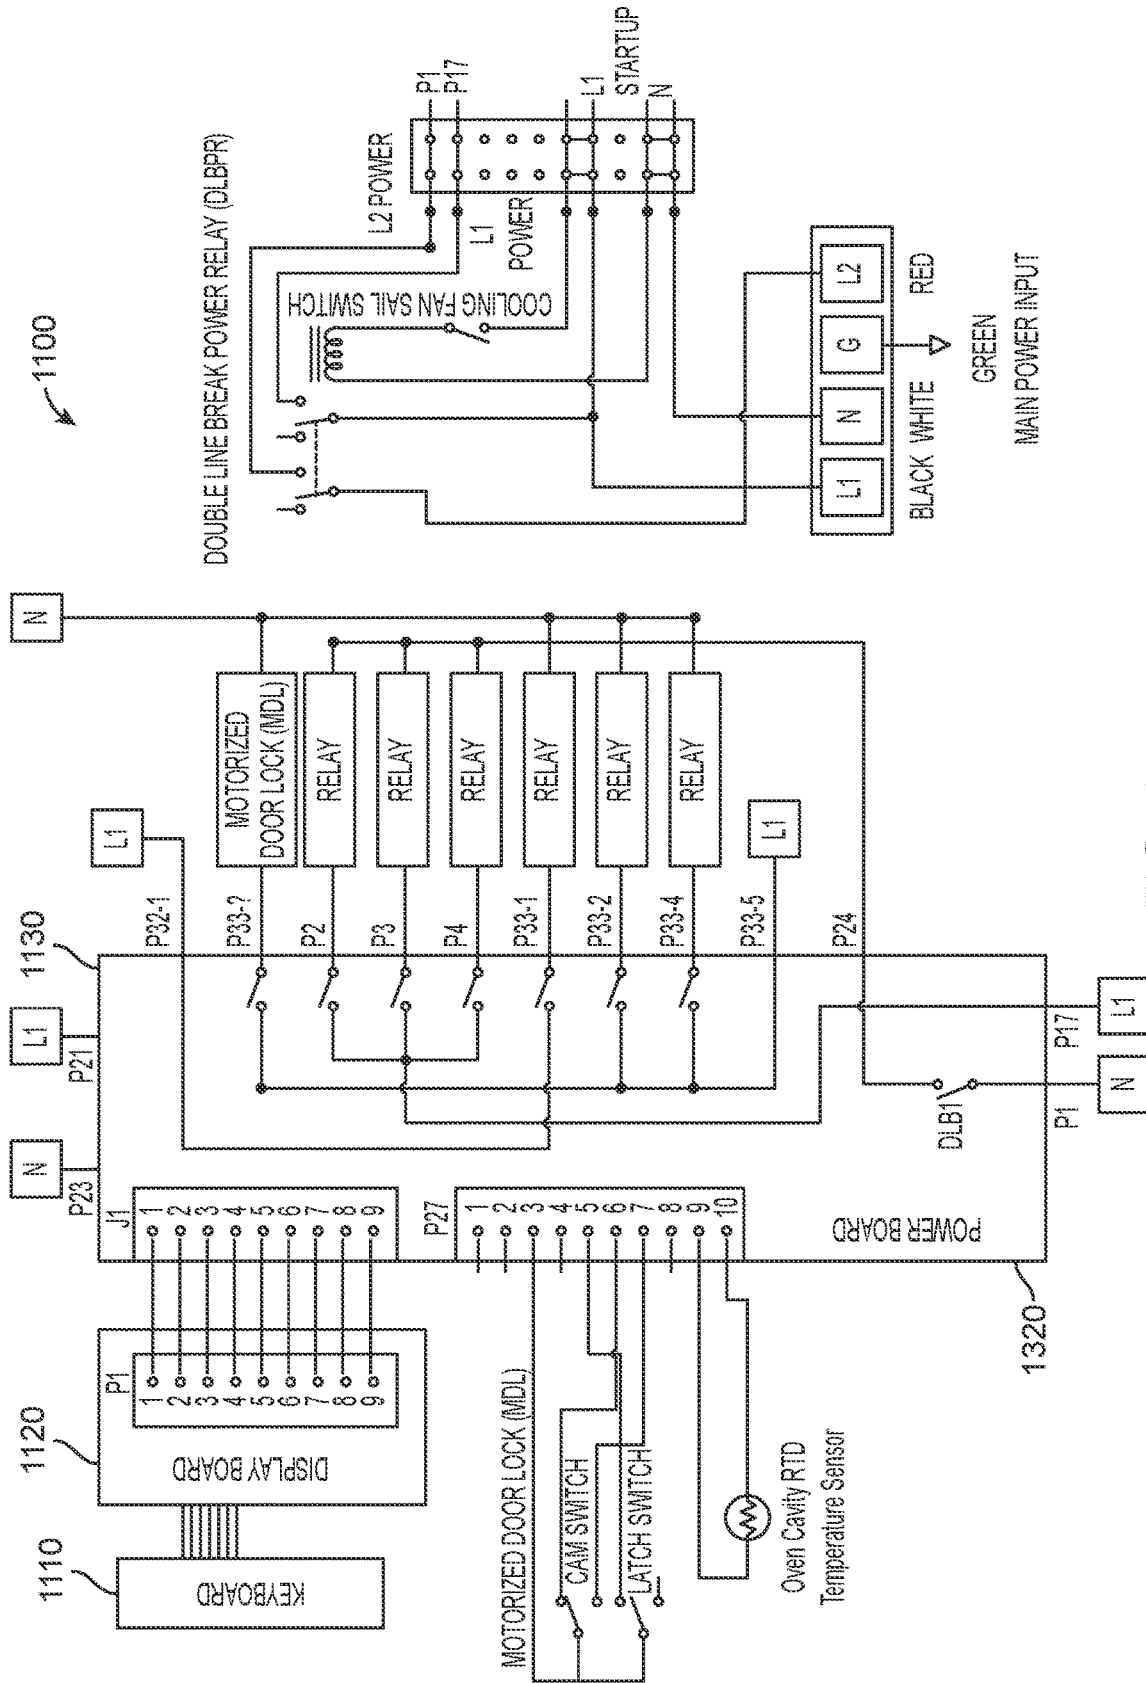 1100
DOUBLE LINE BREAK POWER RELAY (DLBPR)
L2 POWER
P1
P17
L1
POWER
L1
STARTUP
N
COOLING FAN SAIL SWITCH
L1
N
G
L2
BLACK
WHITE
RED
GREEN
MAIN POWER INPUT
N
L1
L1
N
P23
P21
1130
P32-1
P33-7
P2
P3
P4
P33-1
P33-2
P33-4
P33-5
P24
MOTORIZED
DOOR LOCK (MDL)
RELAY
RELAY
RELAY
RELAY
RELAY
RELAY
L1
J1
1
2
3
4
5
6
7
8
9
P27
1
2
3
4
5
6
7
8
9
10
DLB1
P1
P17
N
L1
POWER BOARD
1320
1120
P1
1
2
3
4
5
6
7
8
9
DISPLAY BOARD
1110
KEYBOARD
MOTORIZED DOOR LOCK (MDL)
CAM SWITCH
LATCH SWITCH
Oven Cavity RTD
Temperature Sensor